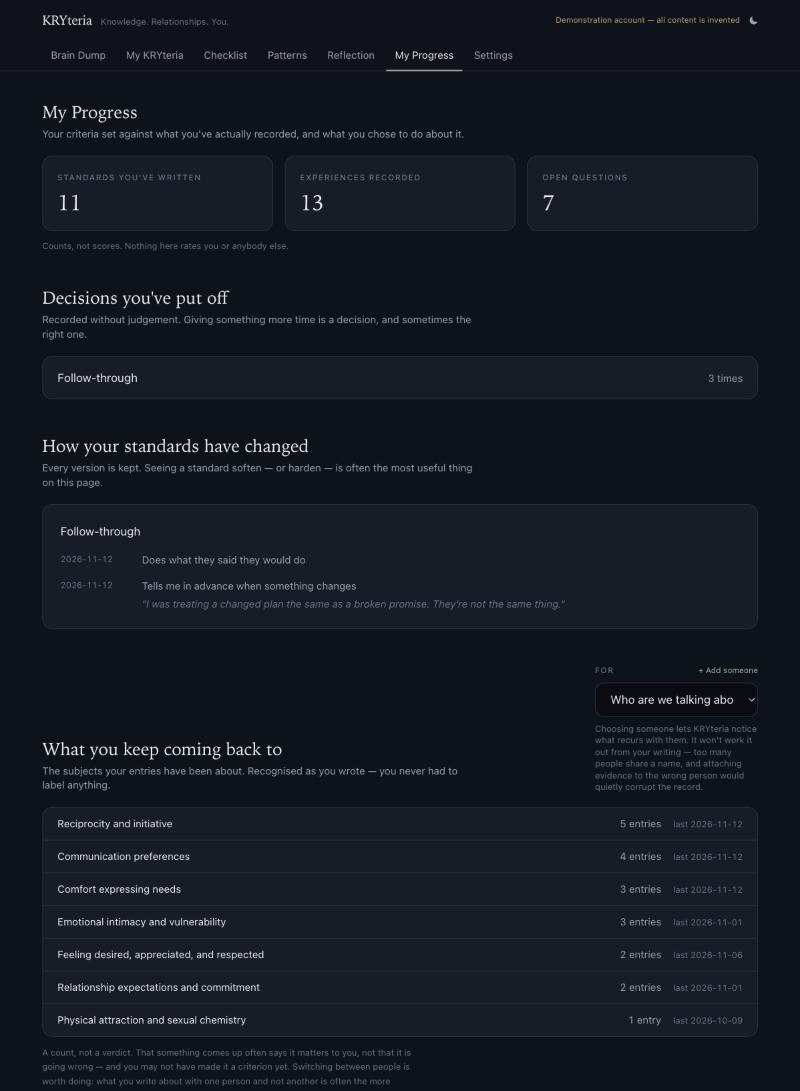 KRYteria Knowledge. Relationships. You.
Demonstration account — all content is invented
Brain Dump My KRYteria Checklist Patterns Reflection My Progress Settings
My Progress
Your criteria set against what you've actually recorded, and what you chose to do about it.
STANDARDS YOU'VE WRITTEN
11
EXPERIENCES RECORDED
13
OPEN QUESTIONS
7
Counts, not scores. Nothing here rates you or anybody else.
Decisions you've put off
Recorded without judgement. Giving something more time is a decision, and sometimes the
right one.
Follow-through 3 times
How your standards have changed
Every version is kept. Seeing a standard soften — or harden — is often the most useful thing
on this page.
Follow-through
2026-11-12 Does what they said they would do
2026-11-12 Tells me in advance when something changes
"I was treating a changed plan the same as a broken promise. They're not the same thing."
FOR + Add someone
Who are we talking abo
Choosing someone lets KRYteria notice
what recurs with them. It won't work it
out from your writing — too many
people share a name, and attaching
evidence to the wrong person would
quietly corrupt the record.
What you keep coming back to
The subjects your entries have been about. Recognised as you wrote — you never had to
label anything.
Reciprocity and initiative 5 entries last 2026-11-12
Communication preferences 4 entries last 2026-11-12
Comfort expressing needs 3 entries last 2026-11-12
Emotional intimacy and vulnerability 3 entries last 2026-11-01
Feeling desired, appreciated, and respected 2 entries last 2026-11-06
Relationship expectations and commitment 2 entries last 2026-11-01
Physical attraction and sexual chemistry 1 entry last 2026-10-09
A count, not a verdict. That something comes up often says it matters to you, not that it is
going wrong — and you may not have made it a criterion yet. Switching between people is
worth doing: what you write about with one person and not another is often the more